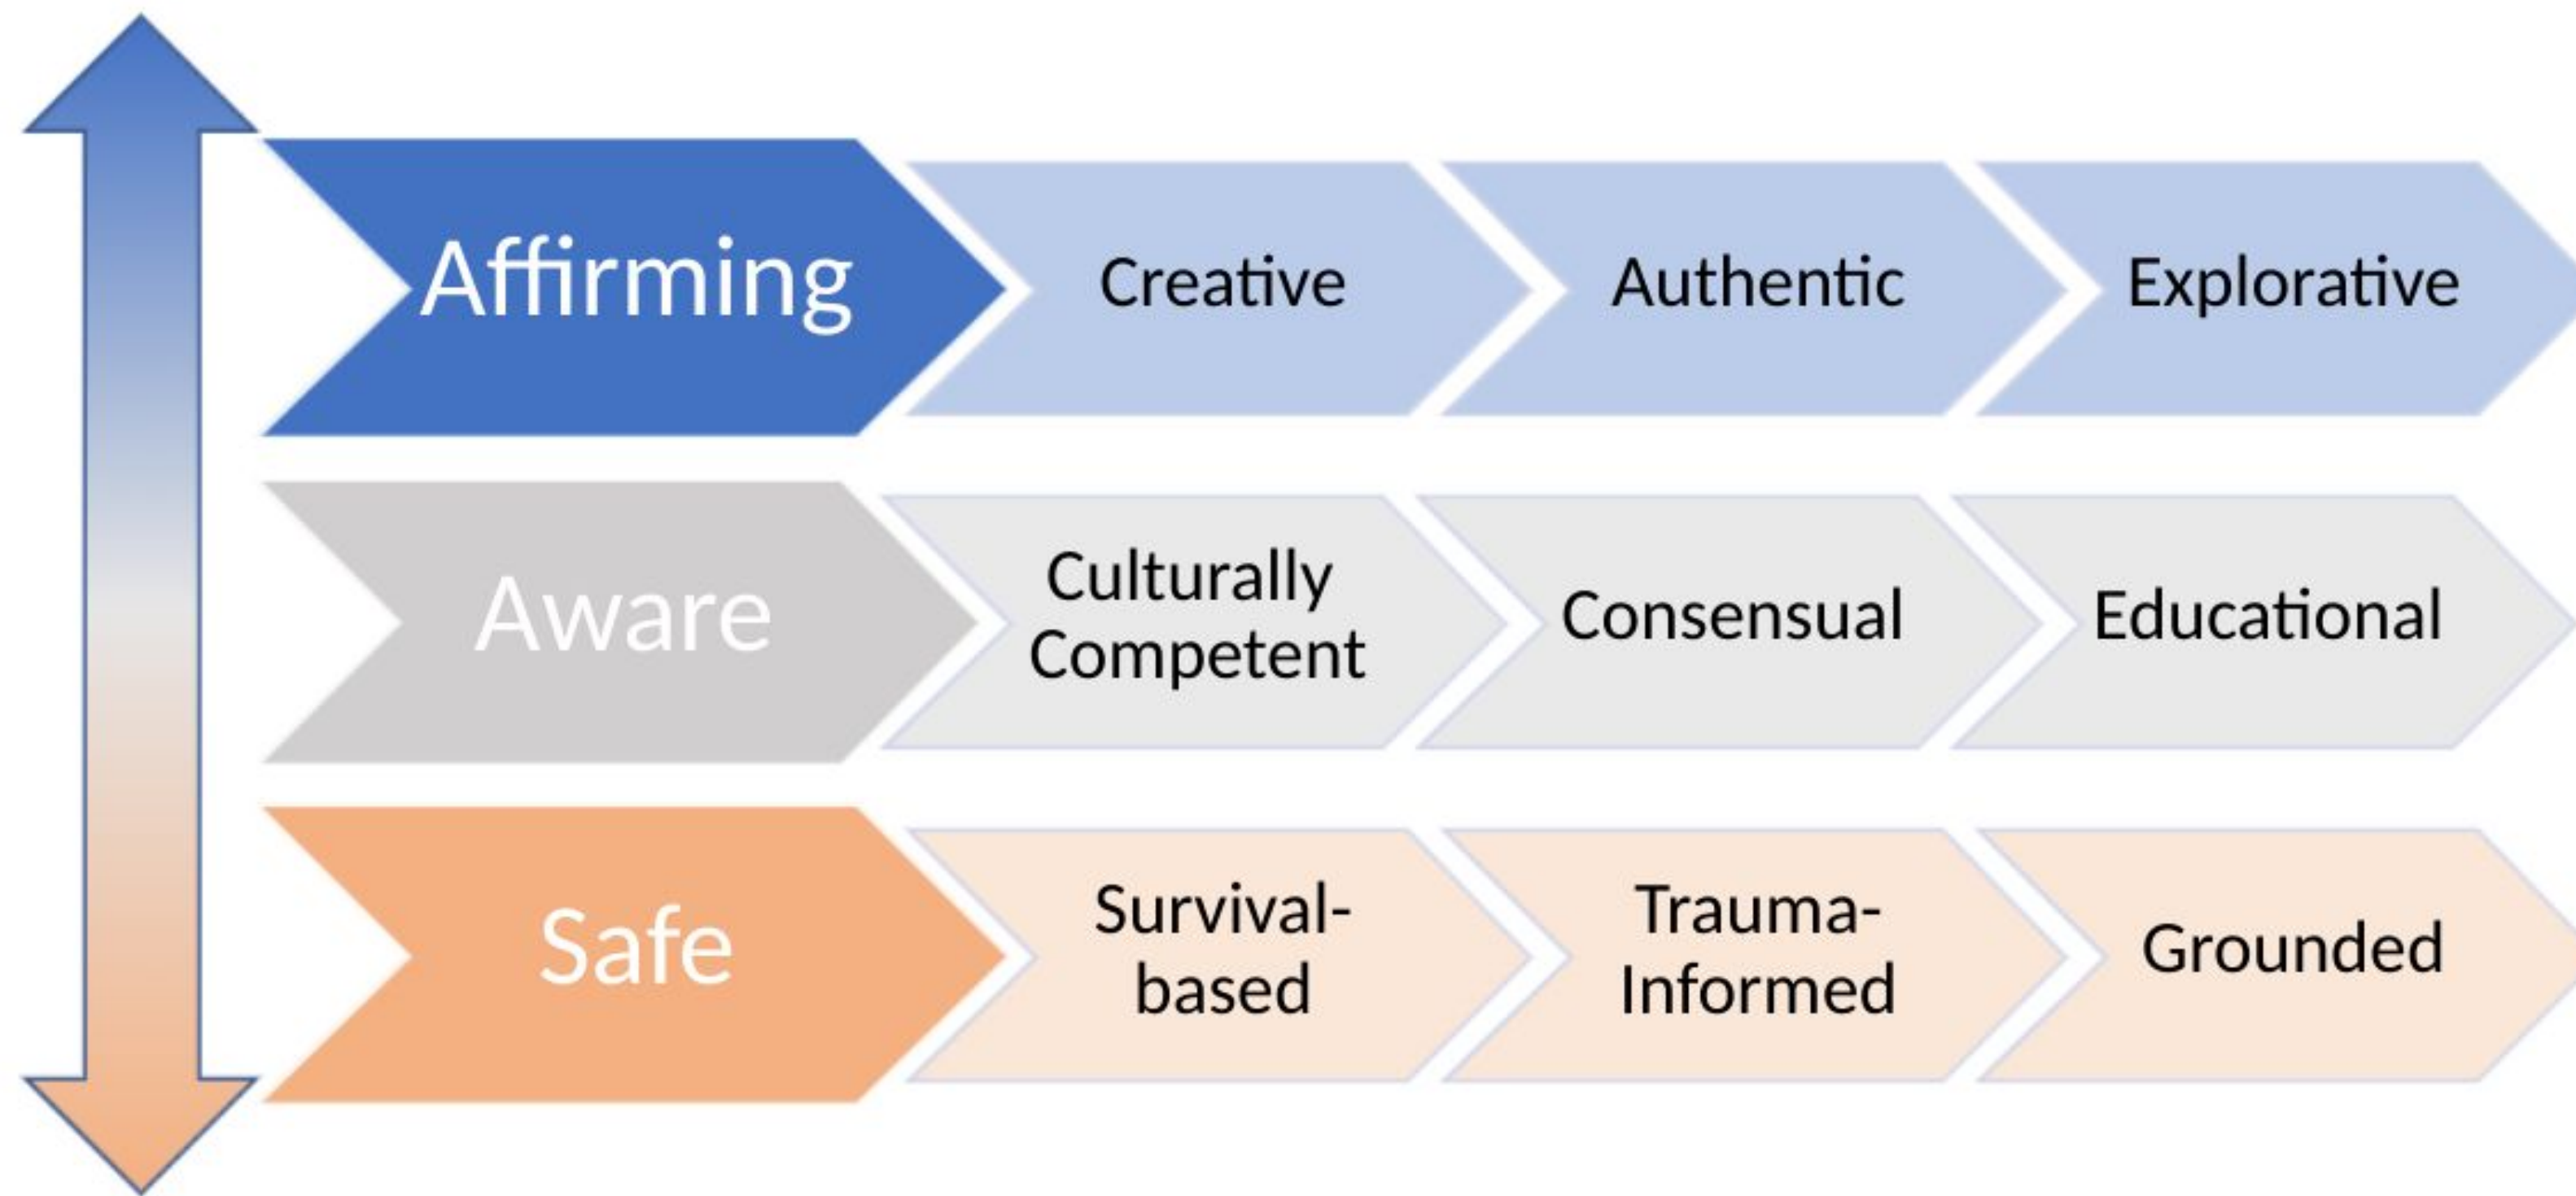 Affirming
Creative
Authentic
Explorative
Aware
Culturally
Competent
Consensual
Educational
Safe
Survival-
based
Trauma-
Informed
Grounded